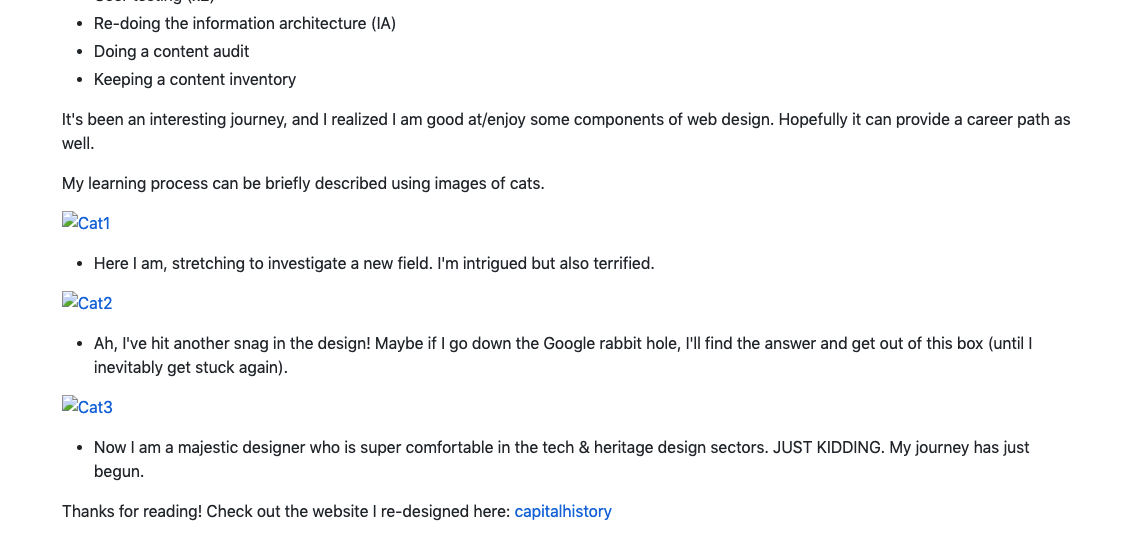 Re-doing the information architecture (IA)
Doing a content audit
Keeping a content inventory
It's been an interesting journey, and I realized I am good at/enjoy some components of web design. Hopefully it can provide a career path as
well.
My learning process can be briefly described using images of cats.
Cat1
Here I am, stretching to investigate a new field. I'm intrigued but also terrified.
Cat2
Ah, I've hit another snag in the design! Maybe if I go down the Google rabbit hole, I'll find the answer and get out of this box (until I
inevitably get stuck again).
Cat3
Now I am a majestic designer who is super comfortable in the tech & heritage design sectors. JUST KIDDING. My journey has just
begun.
Thanks for reading! Check out the website I re-designed here: capitalhistory